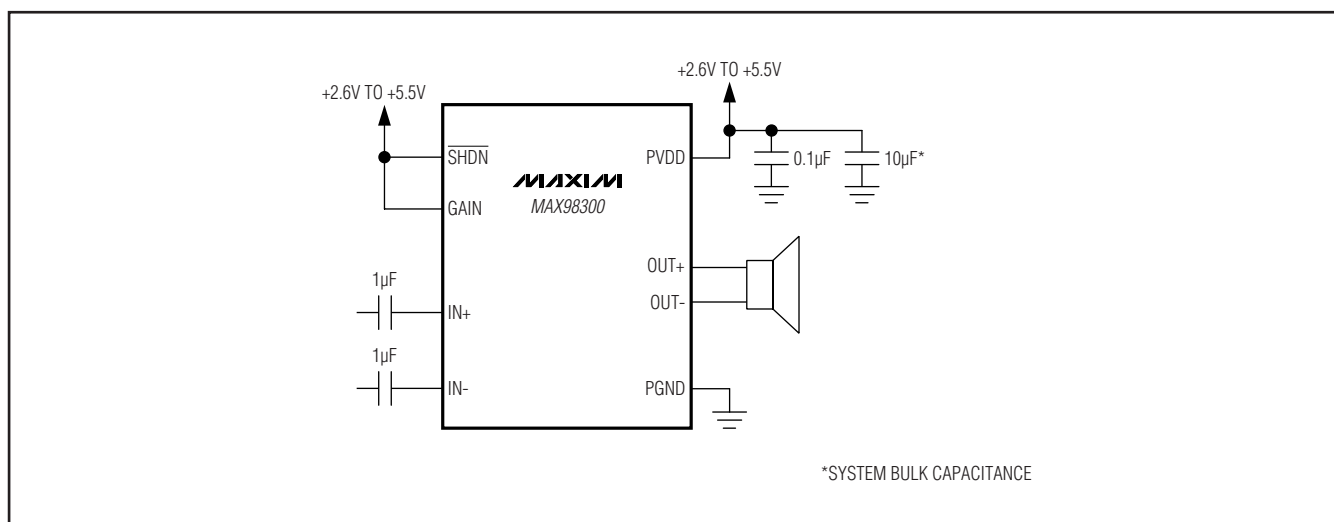 +2.6V TO +5.5V
+2.6V TO +5.5V
SHDN
PVDD
0.1µF
10µF*
MAXIM
GAIN
MAX98300
OUT+
1µF
OUT-
IN+
1µF
IN-
PGND
*SYSTEM BULK CAPACITANCE